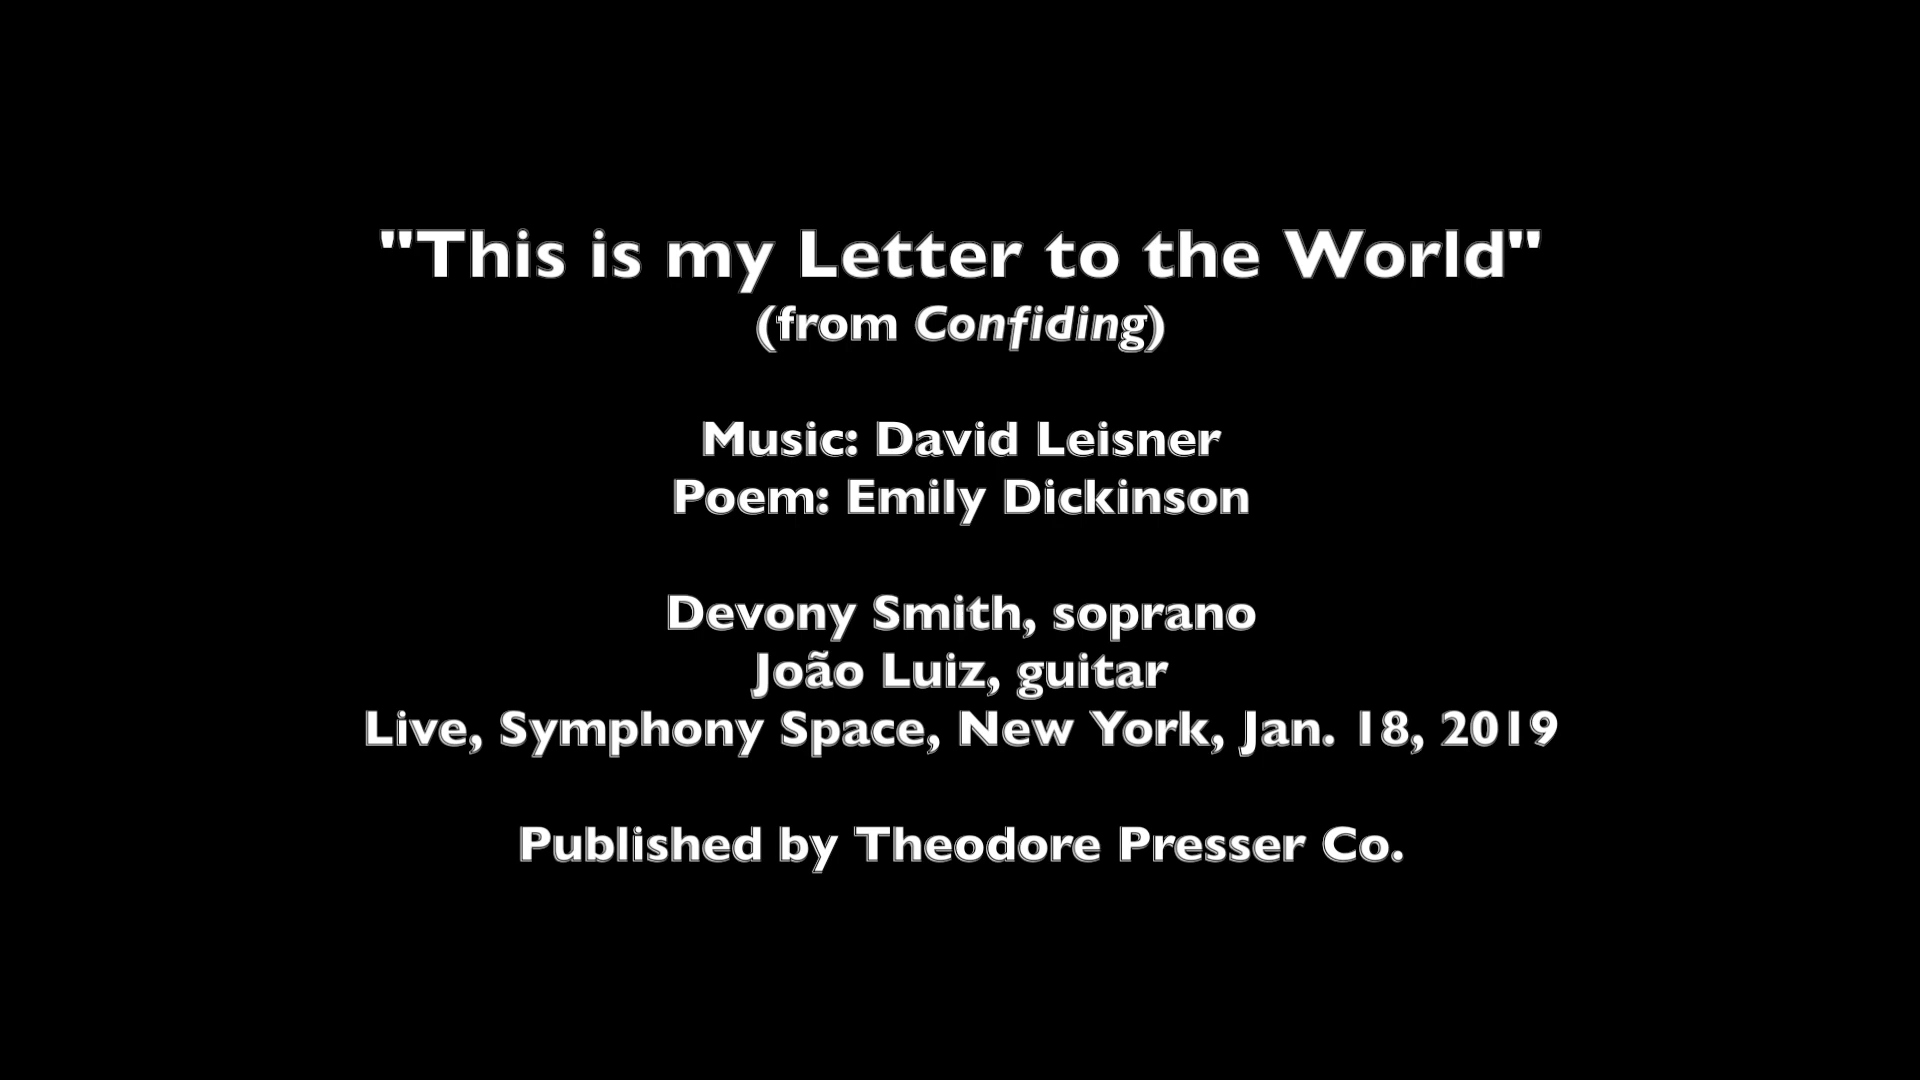 "This is my Letter to the World"
(from Confiding)
Music: David Leisner
Poem: Emily Dickinson
Devony Smith, soprano
João Luiz, guitar
Live, Symphony Space, New York, Jan. 18, 2019
Published by Theodore Presser Co.